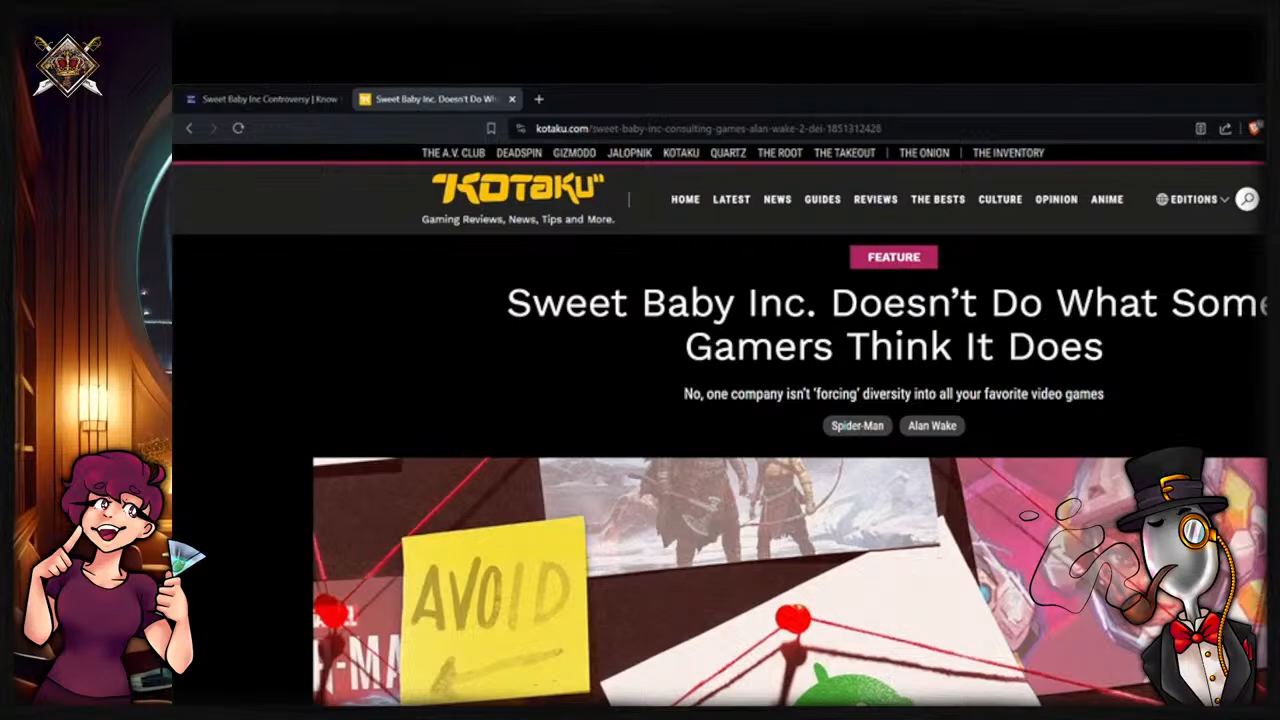 Sweet Baby Inc Controversy | Know
Sweet Baby Inc. Doesn't Do Wh
kotaku.com/sweet-baby-inc-consulting-games-alan-wake-2-dei-1851312428
THE A.V. CLUB DEADSPIN GIZMODO JALOPNIK KOTAKU QUARTZ THE ROOT THE TAKEOUT | THE ONION | THE INVENTORY
"KOTAKU"
HOME LATEST NEWS GUIDES REVIEWS THE BESTS CULTURE OPINION ANIME EDITIONS
Gaming Reviews, News, Tips and More.
FEATURE
Sweet Baby Inc. Doesn't Do What Some
Gamers Think It Does
No, one company isn't 'forcing' diversity into all your favorite video games
Spider-Man Alan Wake
AVOID